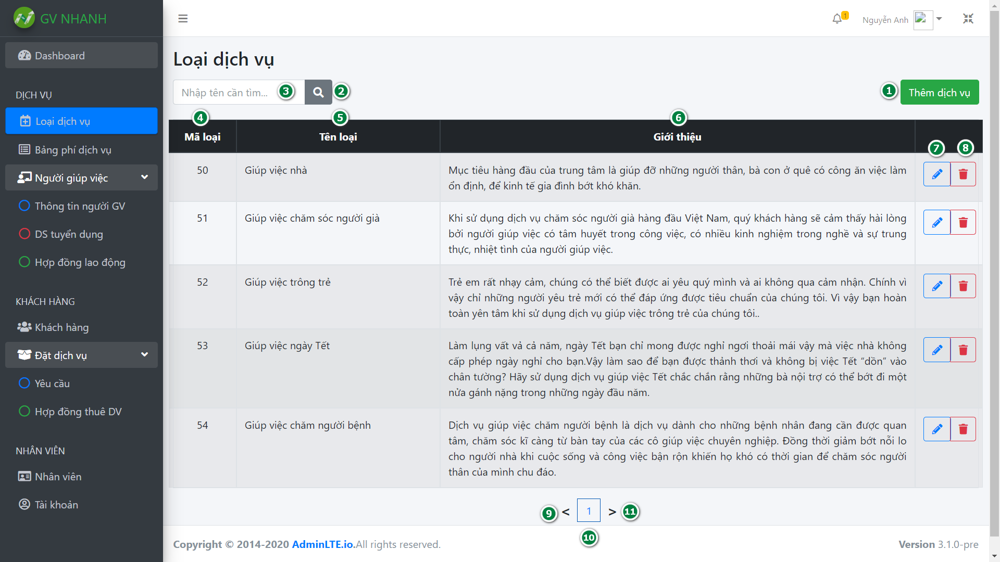 GV NHANH
1
Nguyễn Anh
Dashboard
DỊCH VỤ
Loại dịch vụ
Bảng phí dịch vụ
Người giúp việc
Thông tin người GV
DS tuyển dụng
Hợp đồng lao động
KHÁCH HÀNG
Khách hàng
Đặt dịch vụ
Yêu cầu
Hợp đồng thuê DV
NHÂN VIÊN
Nhân viên
Tài khoản
Loại dịch vụ
Nhập tên cần tìm... 3 2
1 Thêm dịch vụ
4 5 6
Mã loại Tên loại Giới thiệu
7 8
50 Giúp việc nhà Mục tiêu hàng đầu của trung tâm là giúp đỡ những người thân, bà con ở quê có công ăn việc làm
ổn định, để kinh tế gia đình bớt khó khăn.
51 Giúp việc chăm sóc người già Khi sử dụng dịch vụ chăm sóc người già hàng đầu Việt Nam, quý khách hàng sẽ cảm thấy hài lòng
bởi người giúp việc có tâm huyết trong công việc, có nhiều kinh nghiệm trong nghề và sự trung
thực, nhiệt tình của người giúp việc.
52 Giúp việc trông trẻ Trẻ em rất nhạy cảm, chúng có thể biết được ai yêu quý mình và ai không qua cảm nhận. Chính vì
vậy chỉ những người yêu trẻ mới có thể đáp ứng được tiêu chuẩn của chúng tôi. Vì vậy bạn hoàn
toàn yên tâm khi sử dụng dịch vụ giúp việc trông trẻ của chúng tôi..
53 Giúp việc ngày Tết Làm lụng vất vả cả năm, ngày Tết bạn chỉ mong được nghỉ ngơi thoải mái vậy mà việc nhà không
cấp phép ngày nghỉ cho bạn.Vậy làm sao để bạn được thảnh thơi và không bị việc Tết “dồn” vào
chân tường? Hãy sử dụng dịch vụ giúp việc Tết chắc chắn rằng những bà nội trợ có thể bớt đi một
nửa gánh nặng trong những ngày đầu năm.
54 Giúp việc chăm người bệnh Dịch vụ giúp việc chăm người bệnh là dịch vụ dành cho những bệnh nhân đang cần được quan
tâm, chăm sóc kĩ càng từ bàn tay của các cô giúp việc chuyên nghiệp. Đồng thời giảm bớt nỗi lo
cho người nhà khi cuộc sống và công việc bận rộn khiến họ khó có thời gian để chăm sóc người
thân của mình chu đáo.
9 < 1 > 11
10
Copyright © 2014-2020 AdminLTE.io.All rights reserved.
Version 3.1.0-pre